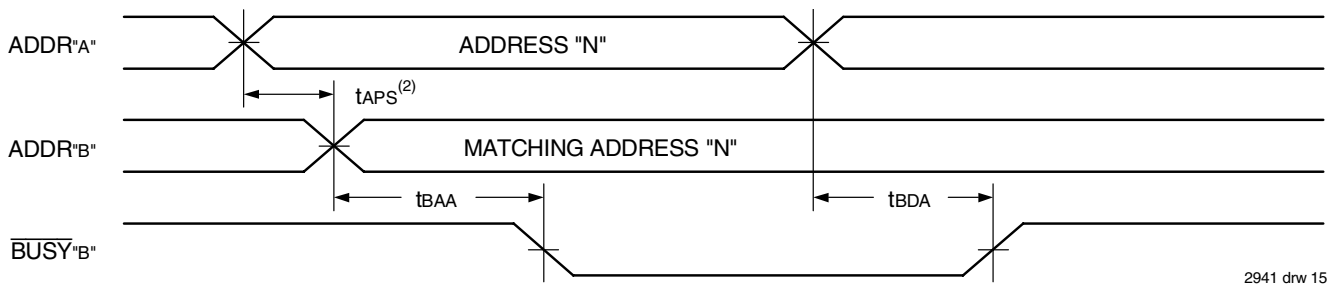 ADDR"A"
ADDRESS "N"
tAPS(2)
ADDR"B"
MATCHING ADDRESS "N"
tBAA
tBDA
BUSY"B"
2941 drw 15